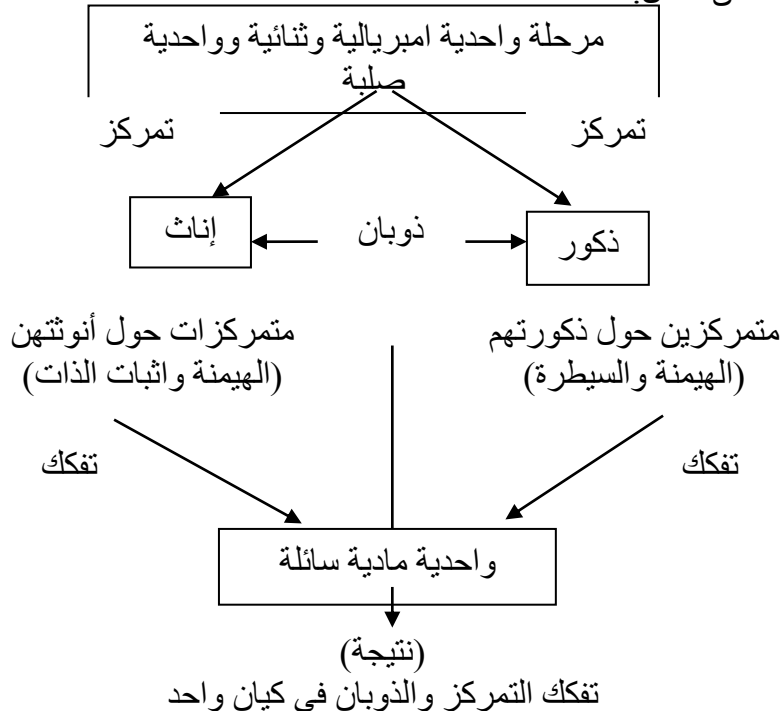 مرحلة واحدية امبريالية وثنائية وواحدية
صلبة
تمركز
تمركز
ذكور
ذوبان
إناث
متمركزين حول ذكورتهم
(الهيمنة والسيطرة)
متمركزات حول أنوثتهن
(الهيمنة واثبات الذات)
تفكك
تفكك
واحدية مادية سائلة
(نتيجة)
تفكك التمركز والذوبان في كيان واحد